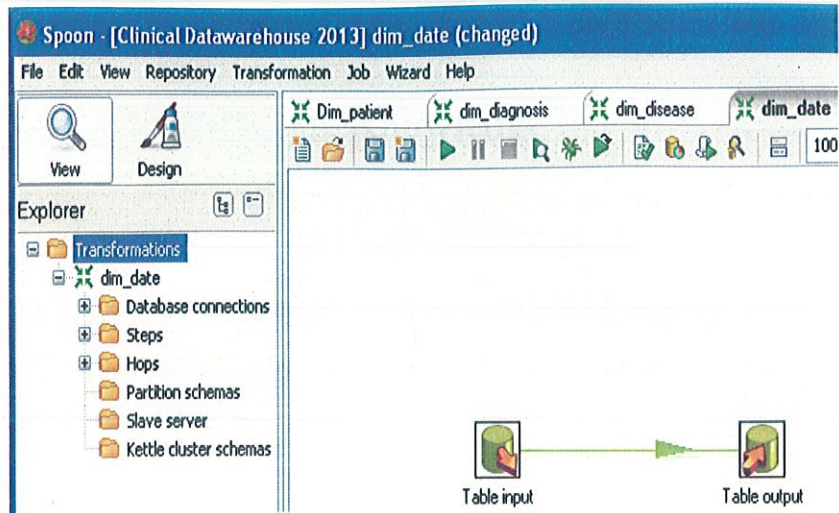 Spoon - [Clinical Datawarehouse 2013] dim_date (changed)
File Edit View Repository Transformation Job Wizard Help
View Design
Explorer
Transformations
dim_date
Database connections
Steps
Hops
Partition schemas
Slave server
Kettle cluster schemas
Dim_patient dim_diagnosis dim_disease dim_date
100
Table input Table output